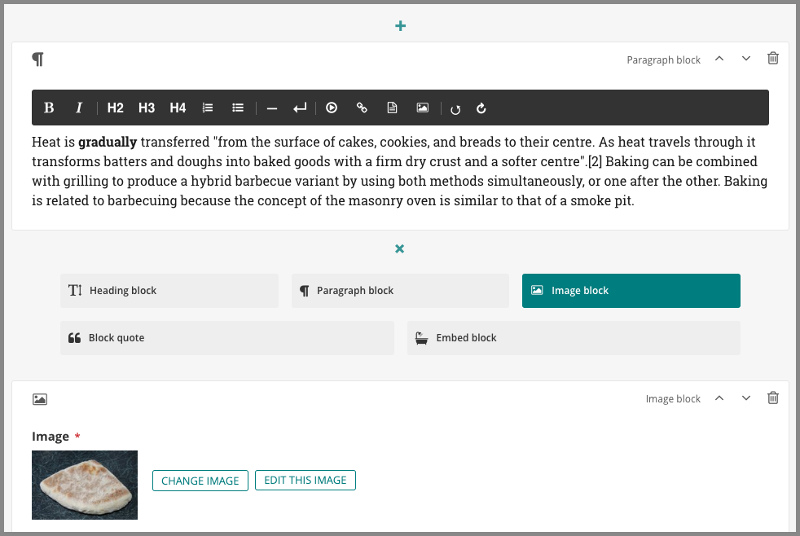 Paragraph block
B I H2 H3 H4
Heat is gradually transferred "from the surface of cakes, cookies, and breads to their centre. As heat travels through it
transforms batters and doughs into baked goods with a firm dry crust and a softer centre".[2] Baking can be combined
with grilling to produce a hybrid barbecue variant by using both methods simultaneously, or one after the other. Baking
is related to barbecuing because the concept of the masonry oven is similar to that of a smoke pit.
Heading block
Paragraph block
Image block
Block quote
Embed block
Image block
Image *
CHANGE IMAGE
EDIT THIS IMAGE